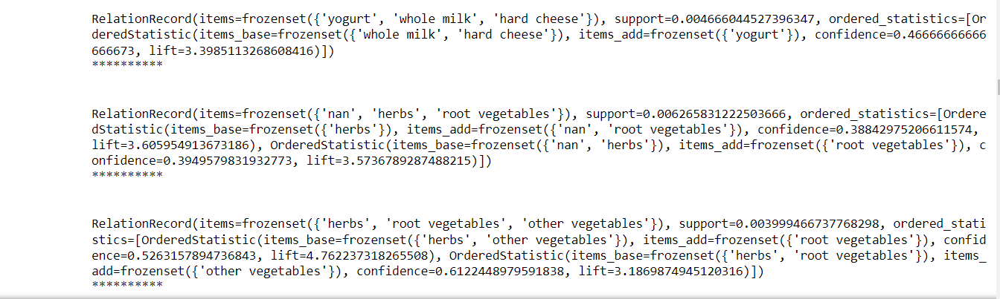 RelationRecord(items=frozenset({'yogurt', 'whole milk', 'hard cheese'}), support=0.004666044527396347, ordered_statistics=[Or
deredStatistic(items_base=frozenset({'whole milk', 'hard cheese'}), items_add=frozenset({'yogurt'}), confidence=0.46666666666
666673, lift=3.3985113268608416)])
**********
RelationRecord(items=frozenset({'nan', 'herbs', 'root vegetables'}), support=0.006265831222503666, ordered_statistics=[Ordere
dStatistic(items_base=frozenset({'herbs'}), items_add=frozenset({'nan', 'root vegetables'}), confidence=0.38842975206611574,
lift=3.605954913673186), OrderedStatistic(items_base=frozenset({'nan', 'herbs'}), items_add=frozenset({'root vegetables'}), c
onfidence=0.3949579831932773, lift=3.5736789287488215)])
**********
RelationRecord(items=frozenset({'herbs', 'root vegetables', 'other vegetables'}), support=0.003999466737768298, ordered_stati
stics=[OrderedStatistic(items_base=frozenset({'herbs', 'other vegetables'}), items_add=frozenset({'root vegetables'}), confid
ence=0.5263157894736843, lift=4.762237318265508), OrderedStatistic(items_base=frozenset({'herbs', 'root vegetables'}), items_
add=frozenset({'other vegetables'}), confidence=0.6122448979591838, lift=3.1869874945120316)])
**********